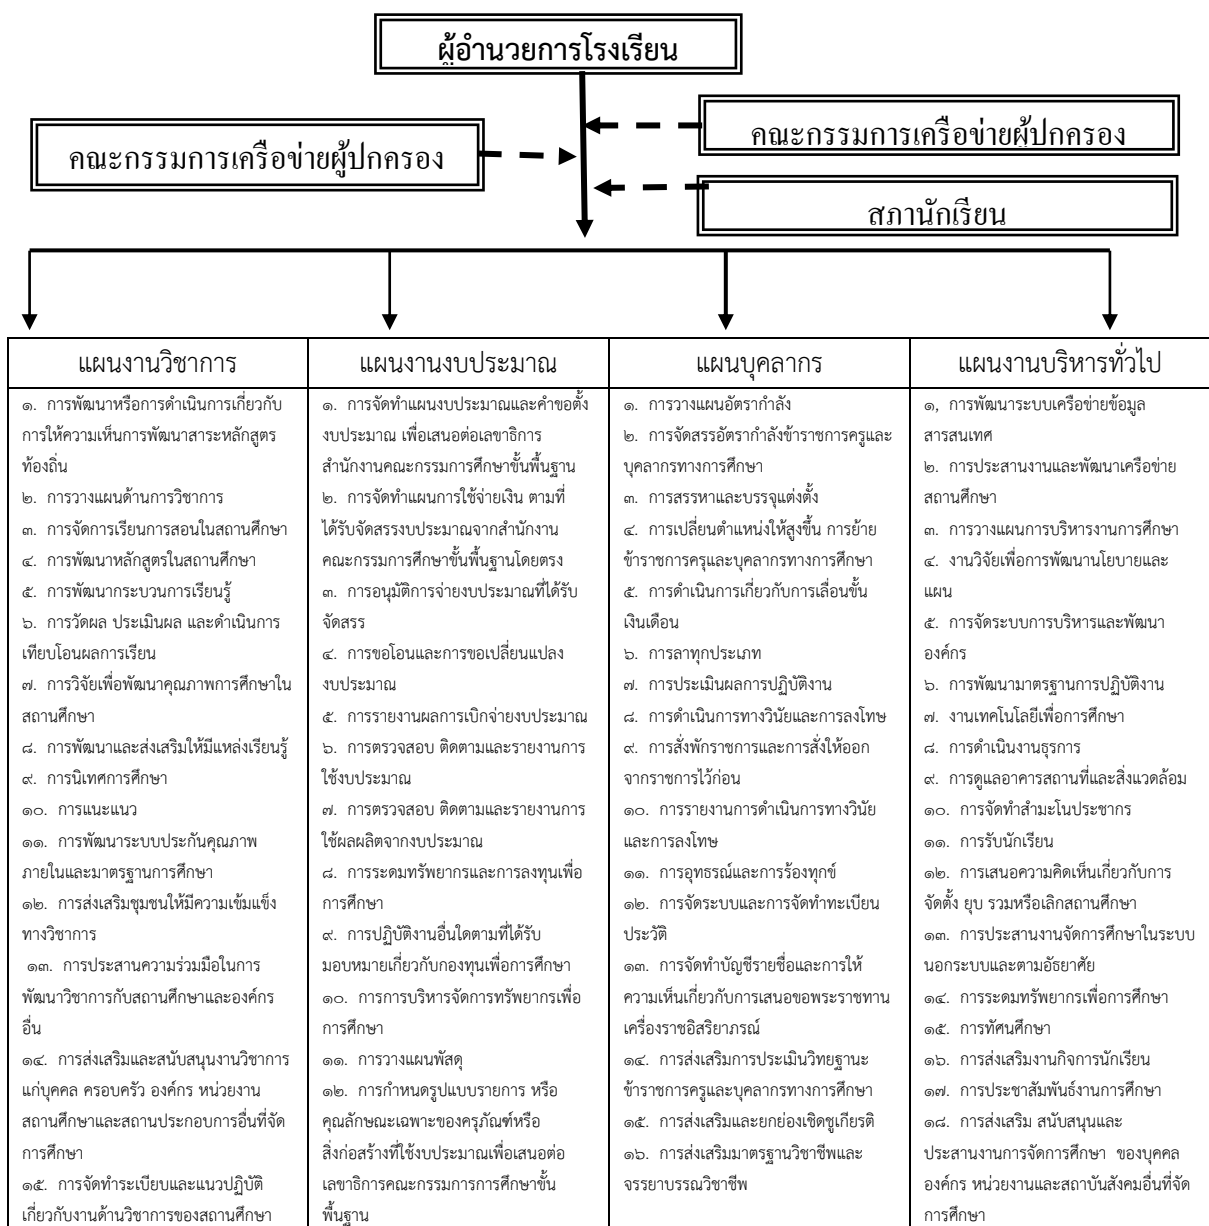 ผู้อำนวยการโรงเรียน
คณะกรรมการเครือข่ายผู้ปกครอง
คณะกรรมการเครือข่ายผู้ปกครอง
สภานักเรียน
แผนงานวิชาการ
๑. การพัฒนาหรือการดำเนินการเกี่ยวกับ
การให้ความเห็นการพัฒนาสาระหลักสูตร
ท้องถิ่น
๒. การวางแผนด้านการวิชาการ
๓. การจัดการเรียนการสอนในสถานศึกษา
๔. การพัฒนาหลักสูตรในสถานศึกษา
๕. การพัฒนากระบวนการเรียนรู้
๖. การวัดผล ประเมินผล และดำเนินการ
เทียบโอนผลการเรียน
๗. การวิจัยเพื่อพัฒนาคุณภาพการศึกษาใน
สถานศึกษา
๘. การพัฒนาและส่งเสริมให้มีแหล่งเรียนรู้
๙. การนิเทศการศึกษา
๑๐. การแนะแนว
๑๑. การพัฒนาระบบประกันคุณภาพ
ภายในและมาตรฐานการศึกษา
๑๒. การส่งเสริมชุมชนให้มีความเข้มแข็ง
ทางวิชาการ
๑๓. การประสานความร่วมมือในการ
พัฒนาวิชาการกับสถานศึกษาและองค์กร
อื่น
๑๔. การส่งเสริมและสนับสนุนงานวิชาการ
แก่บุคคล ครอบครัว องค์กร หน่วยงาน
สถานศึกษาและสถานประกอบการอื่นที่จัด
การศึกษา
๑๕. การจัดทำระเบียบและแนวปฏิบัติ
เกี่ยวกับงานด้านวิชาการของสถานศึกษา
แผนงานงบประมาณ
๑. การจัดทำแผนงบประมาณและคำขอตั้ง
งบประมาณ เพื่อเสนอต่อเลขาธิการ
สำนักงานคณะกรรมการศึกษาขั้นพื้นฐาน
๒. การจัดทำแผนการใช้จ่ายเงิน ตามที่
ได้รับจัดสรรงบประมาณจากสำนักงาน
คณะกรรมการศึกษาขั้นพื้นฐานโดยตรง
๓. การอนุมัติการจ่ายงบประมาณที่ได้รับ
จัดสรร
๔. การขอโอนและการขอเปลี่ยนแปลง
งบประมาณ
๕. การรายงานผลการเบิกจ่ายงบประมาณ
๖. การตรวจสอบ ติดตามและรายงานการ
ใช้งบประมาณ
๗. การตรวจสอบ ติดตามและรายงานการ
ใช้ผลผลิตจากงบประมาณ
๘. การระดมทรัพยากรและการลงทุนเพื่อ
การศึกษา
๙. การปฏิบัติงานอื่นใดตามที่ได้รับ
มอบหมายเกี่ยวกับกองทุนเพื่อการศึกษา
๑๐. การการบริหารจัดการทรัพยากรเพื่อ
การศึกษา
๑๑. การวางแผนพัสดุ
๑๒. การกำหนดรูปแบบรายการ หรือ
คุณลักษณะเฉพาะของครุภัณฑ์หรือ
สิ่งก่อสร้างที่ใช้งบประมาณเพื่อเสนอต่อ
เลขาธิการคณะกรรมการการศึกษาขั้น
พื้นฐาน
แผนบุคลากร
๑. การวางแผนอัตรากำลัง
๒. การจัดสรรอัตรากำลังข้าราชการครูและ
บุคลากรทางการศึกษา
๓. การสรรหาและบรรจุแต่งตั้ง
๔. การเปลี่ยนตำแหน่งให้สูงขึ้น การย้าย
ข้าราชการครุและบุคลากรทางการศึกษา
๕. การดำเนินการเกี่ยวกับการเลื่อนขั้น
เงินเดือน
๖. การลาทุกประเภท
๗. การประเมินผลการปฏิบัติงาน
๘. การดำเนินการทางวินัยและการลงโทษ
๙. การสั่งพักราชการและการสั่งให้ออก
จากราชการไว้ก่อน
๑๐. การรายงานการดำเนินการทางวินัย
และการลงโทษ
๑๑. การอุทธรณ์และการร้องทุกข์
๑๒. การจัดระบบและการจัดทำทะเบียน
ประวัติ
๑๓. การจัดทำบัญชีรายชื่อและการให้
ความเห็นเกี่ยวกับการเสนอขอพระราชทาน
เครื่องราชอิสริยาภรณ์
๑๔. การส่งเสริมการประเมินวิทยฐานะ
ข้าราชการครูและบุคลากรทางการศึกษา
๑๕. การส่งเสริมและยกย่องเชิดชูเกียรติ
๑๖. การส่งเสริมมาตรฐานวิชาชีพและ
จรรยาบรรณวิชาชีพ
แผนงานบริหารทั่วไป
๑, การพัฒนาระบบเครือข่ายข้อมูล
สารสนเทศ
๒. การประสานงานและพัฒนาเครือข่าย
สถานศึกษา
๓. การวางแผนการบริหารงานการศึกษา
๔. งานวิจัยเพื่อการพัฒนานโยบายและ
แผน
๕. การจัดระบบการบริหารและพัฒนา
องค์กร
๖. การพัฒนามาตรฐานการปฏิบัติงาน
๗. งานเทคโนโลยีเพื่อการศึกษา
๘. การดำเนินงานธุรการ
๙. การดูแลอาคารสถานที่และสิ่งแวดล้อม
๑๐. การจัดทำสำมะโนประชากร
๑๑. การรับนักเรียน
๑๒. การเสนอความคิดเห็นเกี่ยวกับการ
จัดตั้ง ยุบ รวมหรือเลิกสถานศึกษา
๑๓. การประสานงานจัดการศึกษาในระบบ
นอกระบบและตามอัธยาศัย
๑๔. การระดมทรัพยากรเพื่อการศึกษา
๑๕. การทัศนศึกษา
๑๖. การส่งเสริมงานกิจการนักเรียน
๑๗. การประชาสัมพันธ์งานการศึกษา
๑๘. การส่งเสริม สนับสนุนและ
ประสานงานการจัดการศึกษา ของบุคคล
องค์กร หน่วยงานและสถาบันสังคมอื่นที่จัด
การศึกษา